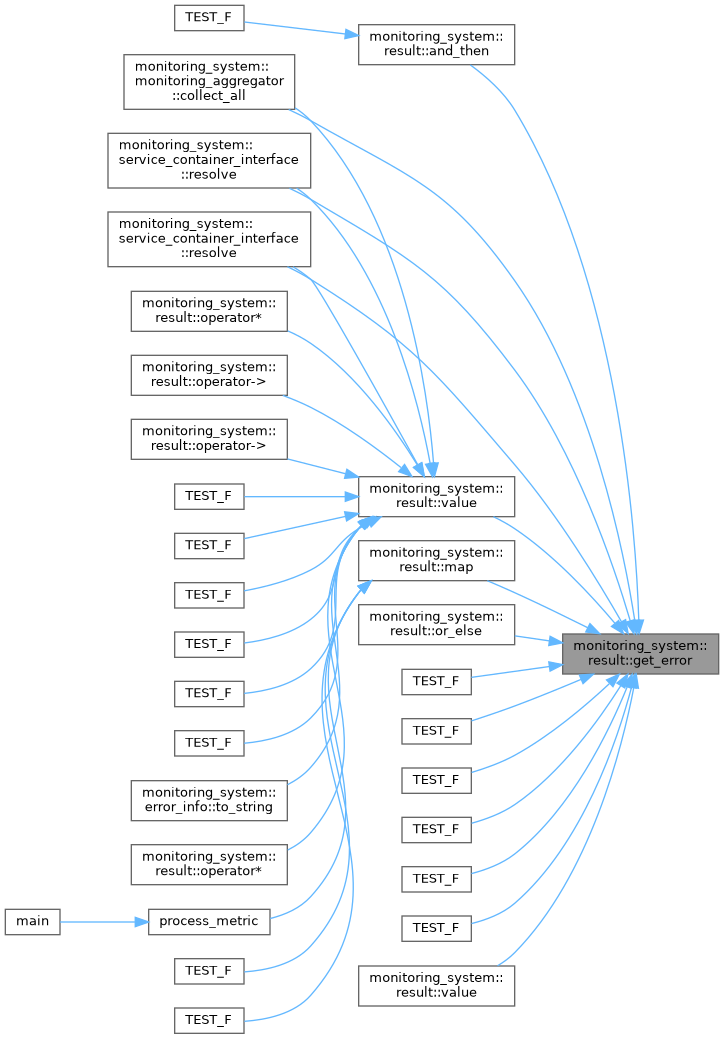 TEST_F
monitoring_system::
result::and_then
monitoring_system::
monitoring_aggregator
::collect_all
monitoring_system::
service_container_interface
::resolve
monitoring_system::
service_container_interface
::resolve
monitoring_system::
result::operator*
monitoring_system::
result::operator->
monitoring_system::
result::operator->
monitoring_system::
result::value
TEST_F
TEST_F
monitoring_system::
result::map
TEST_F
monitoring_system::
result::or_else
TEST_F
monitoring_system::
result::get_error
TEST_F
TEST_F
TEST_F
TEST_F
TEST_F
monitoring_system::
error_info::to_string
TEST_F
monitoring_system::
result::operator*
TEST_F
main
process_metric
TEST_F
TEST_F
monitoring_system::
result::value
TEST_F